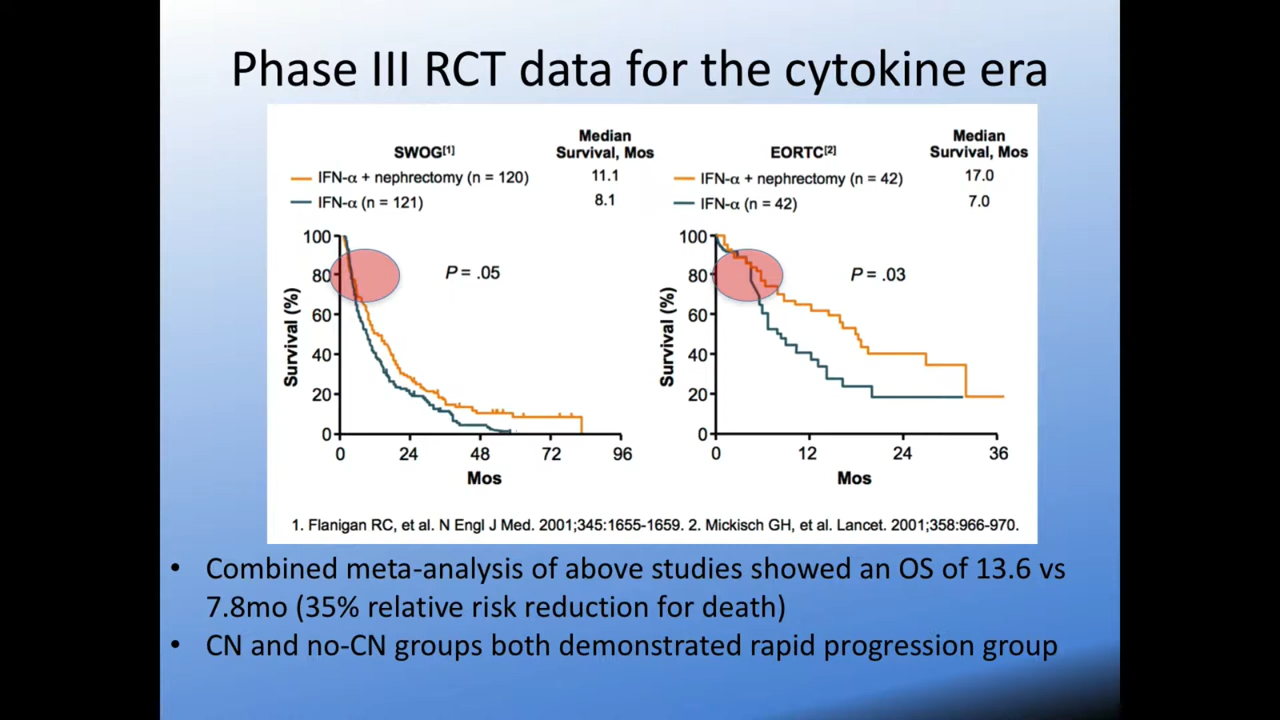 Phase III RCT data for the cytokine era
SWOG[1]
Median
Survival, Mos
IFN-α + nephrectomy (n = 120)
11.1
IFN-α (n = 121)
8.1
100
80
60
40
20
0
Survival (%)
P = .05
0 24 48 72 96
Mos
EORTC[2]
Median
Survival, Mos
IFN-α + nephrectomy (n = 42)
17.0
IFN-α (n = 42)
7.0
100
80
60
40
20
0
Survival (%)
P = .03
0 12 24 36
Mos
1. Flanigan RC, et al. N Engl J Med. 2001;345:1655-1659. 2. Mickisch GH, et al. Lancet. 2001;358:966-970.
• Combined meta-analysis of above studies showed an OS of 13.6 vs
7.8mo (35% relative risk reduction for death)
• CN and no-CN groups both demonstrated rapid progression group